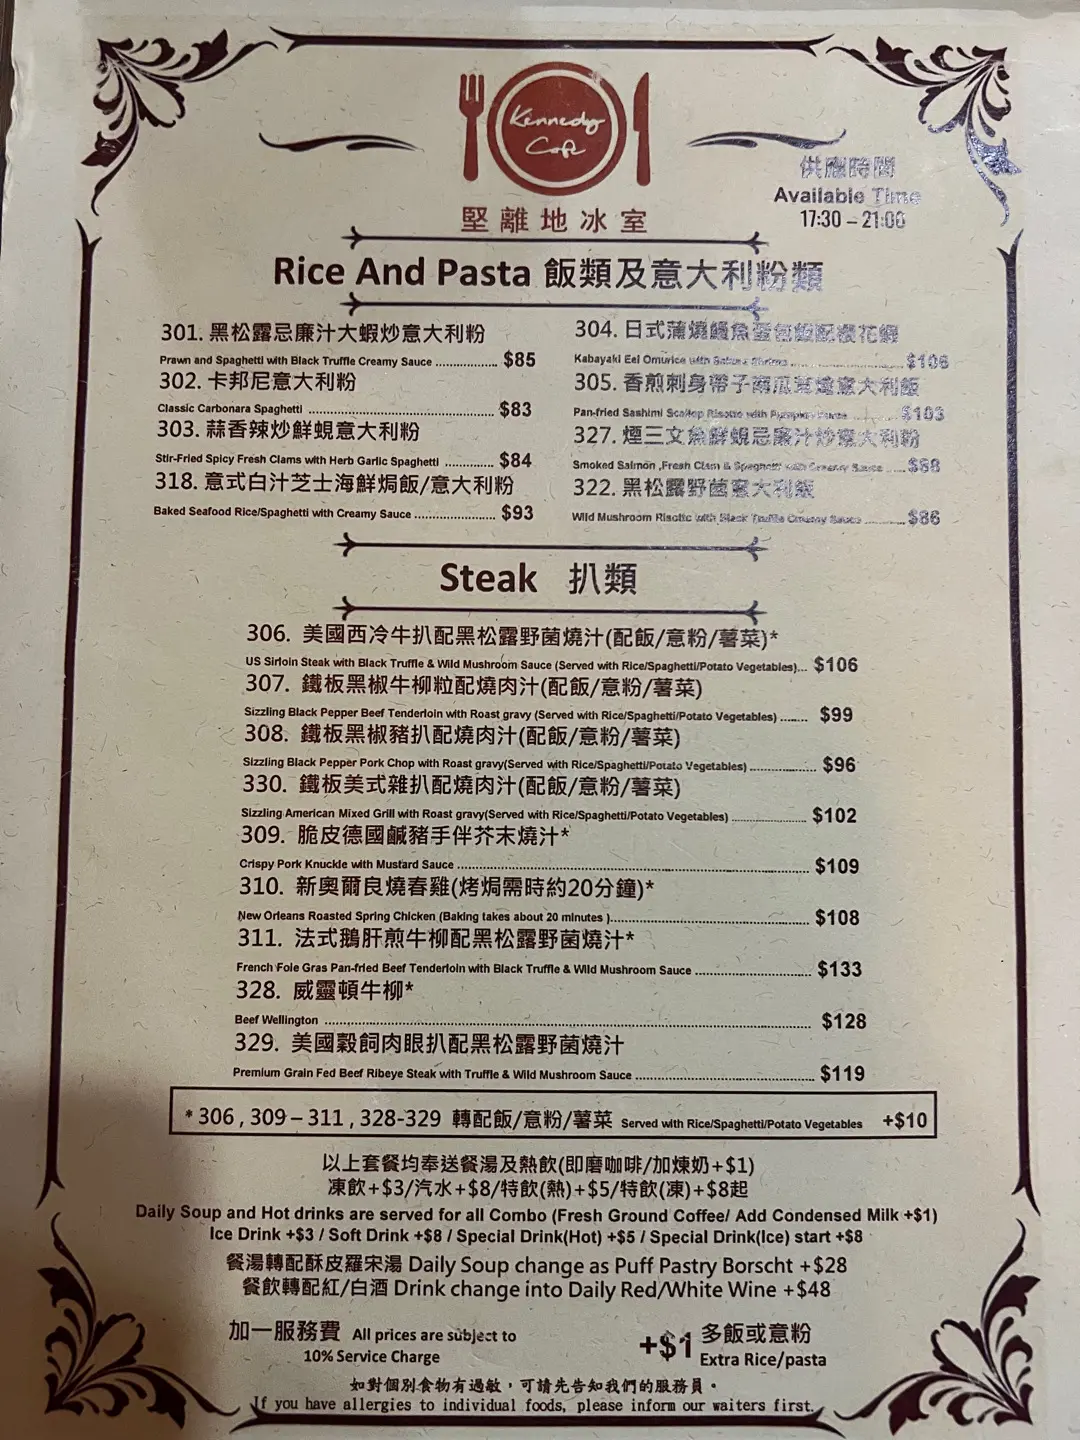 Kennedy
Cafe
堅離地冰室
供應時間
Available Time
17:30 – 21:00
Rice And Pasta 飯類及意大利粉類
301. 黑松露忌廉汁大蝦炒意大利粉
Prawn and Spaghetti with Black Truffle Creamy Sauce ................ $85
302. 卡邦尼意大利粉
Classic Carbonara Spaghetti ................ $83
303. 蒜香辣炒鮮蜆意大利粉
Stir-Fried Spicy Fresh Clams with Herb Garlic Spaghetti ............. $84
318. 意式白汁芝士海鮮焗飯/意大利粉
Baked Seafood Rice/Spaghetti with Creamy Sauce ..................... $93
304. 日式蒲燒鰻魚蛋包飯配櫻花蝦
Kabayaki Eel Omurice with Sakura Shrimp ................ $106
305. 香煎刺身帶子南瓜茸燴意大利飯
Pan-fried Sashimi Scallop Risotto with Pumpkin Puree ........ $103
327. 煙三文魚鮮蜆忌廉汁炒意大利粉
Smoked Salmon ,Fresh Clam & Spaghetti with Creamy Sauce ..... $88
322. 黑松露野菌意大利飯
Wild Mushroom Risotto with Black Truffle Creamy Sauce .......... $86
Steak 扒類
306. 美國西冷牛扒配黑松露野菌燒汁(配飯/意粉/薯菜)*
US Sirloin Steak with Black Truffle & Wild Mushroom Sauce (Served with Rice/Spaghetti/Potato Vegetables)... $106
307. 鐵板黑椒牛柳粒配燒肉汁(配飯/意粉/薯菜)
Sizzling Black Pepper Beef Tenderloin with Roast gravy (Served with Rice/Spaghetti/Potato Vegetables) ....... $99
308. 鐵板黑椒豬扒配燒肉汁(配飯/意粉/薯菜)
Sizzling Black Pepper Pork Chop with Roast gravy(Served with Rice/Spaghetti/Potato Vegetables) ................ $96
330. 鐵板美式雜扒配燒肉汁(配飯/意粉/薯菜)
Sizzling American Mixed Grill with Roast gravy(Served with Rice/Spaghetti/Potato Vegetables) ................ $102
309. 脆皮德國鹹豬手伴芥末燒汁*
Crispy Pork Knuckle with Mustard Sauce ................ $109
310. 新奧爾良燒春雞(烤焗需時約20分鐘)*
New Orleans Roasted Spring Chicken (Baking takes about 20 minutes )................ $108
311. 法式鵝肝煎牛柳配黑松露野菌燒汁*
French Foie Gras Pan-fried Beef Tenderloin with Black Truffle & Wild Mushroom Sauce ................ $133
328. 威靈頓牛柳*
Beef Wellington ................ $128
329. 美國穀飼肉眼扒配黑松露野菌燒汁
Premium Grain Fed Beef Ribeye Steak with Truffle & Wild Mushroom Sauce ................ $119
* 306 , 309 – 311 , 328-329 轉配飯/意粉/薯菜 Served with Rice/Spaghetti/Potato Vegetables +$10
以上套餐均奉送餐湯及熱飲(即磨咖啡/加煉奶+$1)
凍飲+$3/汽水+$8/特飲(熱)+$5/特飲(凍)+$8起
Daily Soup and Hot drinks are served for all Combo (Fresh Ground Coffee/ Add Condensed Milk +$1)
Ice Drink +$3 / Soft Drink +$8 / Special Drink(Hot) +$5 / Special Drink(Ice) start +$8
餐湯轉配酥皮羅宋湯 Daily Soup change as Puff Pastry Borscht +$28
餐飲轉配紅/白酒 Drink change into Daily Red/White Wine +$48
加一服務費 All prices are subject to
10% Service Charge
+$1 多飯或意粉
Extra Rice/pasta
如對個別食物有過敏，可請先告知我們的服務員。
If you have allergies to individual foods, please inform our waiters first.